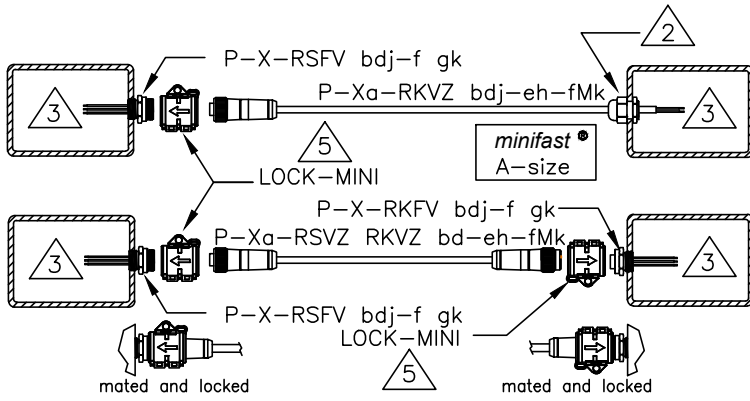 P-X-RSFV bdj-f gk
2
P-Xa-RKVZ bdj-eh-fMk
3
3
5
minifast®
A-size
LOCK-MINI
P-X-RKFV bdj-f gk
P-Xa-RSVZ RKVZ bd-eh-fMk
3
3
P-X-RSFV bdj-f gk
LOCK-MINI
5
mated and locked
mated and locked